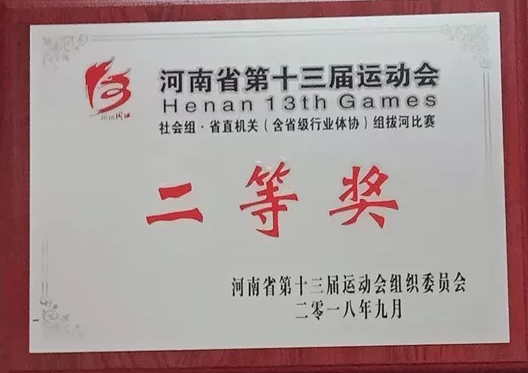 河南省第十三届运动会
Henan 13th Games
社会组·省直机关（含省级行业体协）组拔河比赛
二等奖
河南省第十三届运动会组织委员会
二零一八年九月